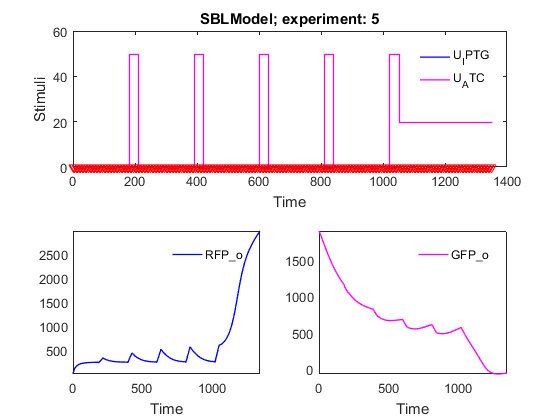 SBLModel; experiment: 5
60
40
20
0
Stimuli
U_IPTG
U_ATC
0 200 400 600 800 1000 1200 1400
Time
2500
2000
1500
1000
500
RFP_o
0 500 1000
Time
1500
1000
500
0
GFP_o
0 500 1000
Time